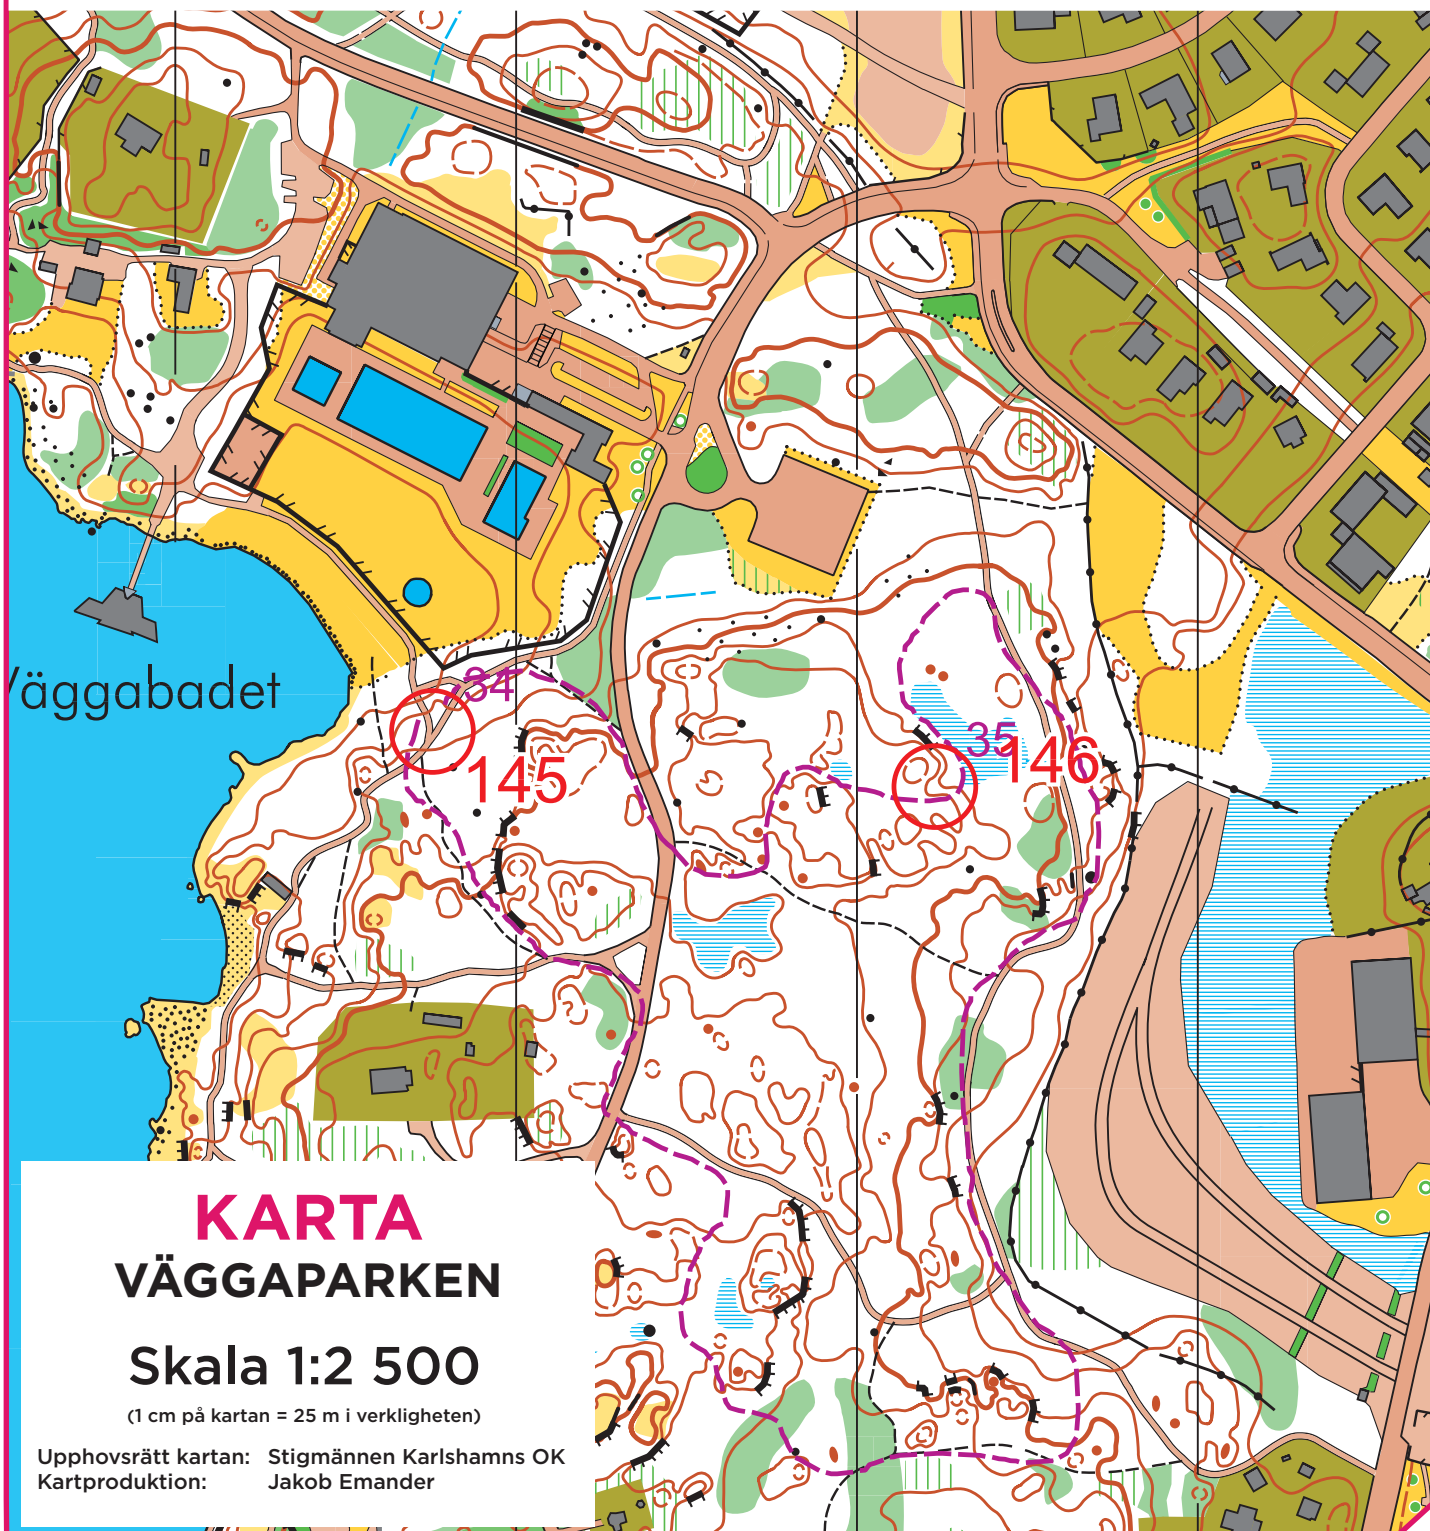 34
145
35
146
Väggabadet
KARTA
VÄGGAPARKEN
Skala 1:2 500
(1 cm på kartan = 25 m i verkligheten)
Upphovsrätt kartan: Stigmännen Karlshamns OK
Kartproduktion: Jakob Emander